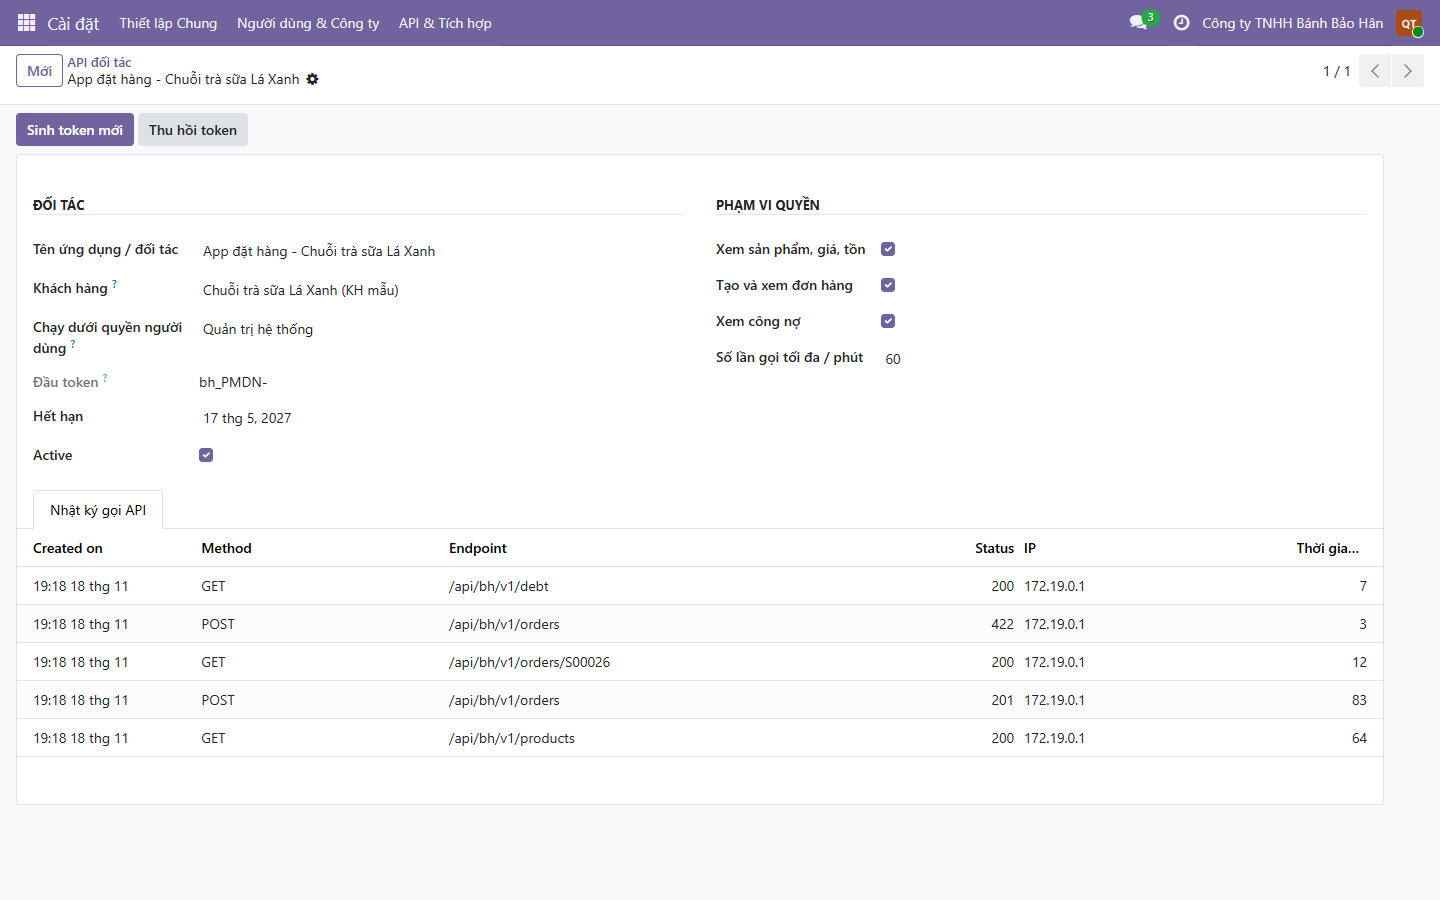 Cài đặt Thiết lập Chung Người dùng & Công ty API & Tích hợp 3 Công ty TNHH Bánh Bảo Hân QT
Mới API đối tác
App đặt hàng - Chuỗi trà sữa Lá Xanh 1 / 1
Sinh token mới Thu hồi token
ĐỐI TÁC
Tên ứng dụng / đối tác App đặt hàng - Chuỗi trà sữa Lá Xanh
Khách hàng ? Chuỗi trà sữa Lá Xanh (KH mẫu)
Chạy dưới quyền người dùng ? Quản trị hệ thống
Đầu token ? bh_PMDN-
Hết hạn 17 thg 5, 2027
Active
PHẠM VI QUYỀN
Xem sản phẩm, giá, tồn
Tạo và xem đơn hàng
Xem công nợ
Số lần gọi tối đa / phút 60
Nhật ký gọi API
Created on Method Endpoint Status IP Thời gia...
19:18 18 thg 11 GET /api/bh/v1/debt 200 172.19.0.1 7
19:18 18 thg 11 POST /api/bh/v1/orders 422 172.19.0.1 3
19:18 18 thg 11 GET /api/bh/v1/orders/S00026 200 172.19.0.1 12
19:18 18 thg 11 POST /api/bh/v1/orders 201 172.19.0.1 83
19:18 18 thg 11 GET /api/bh/v1/products 200 172.19.0.1 64